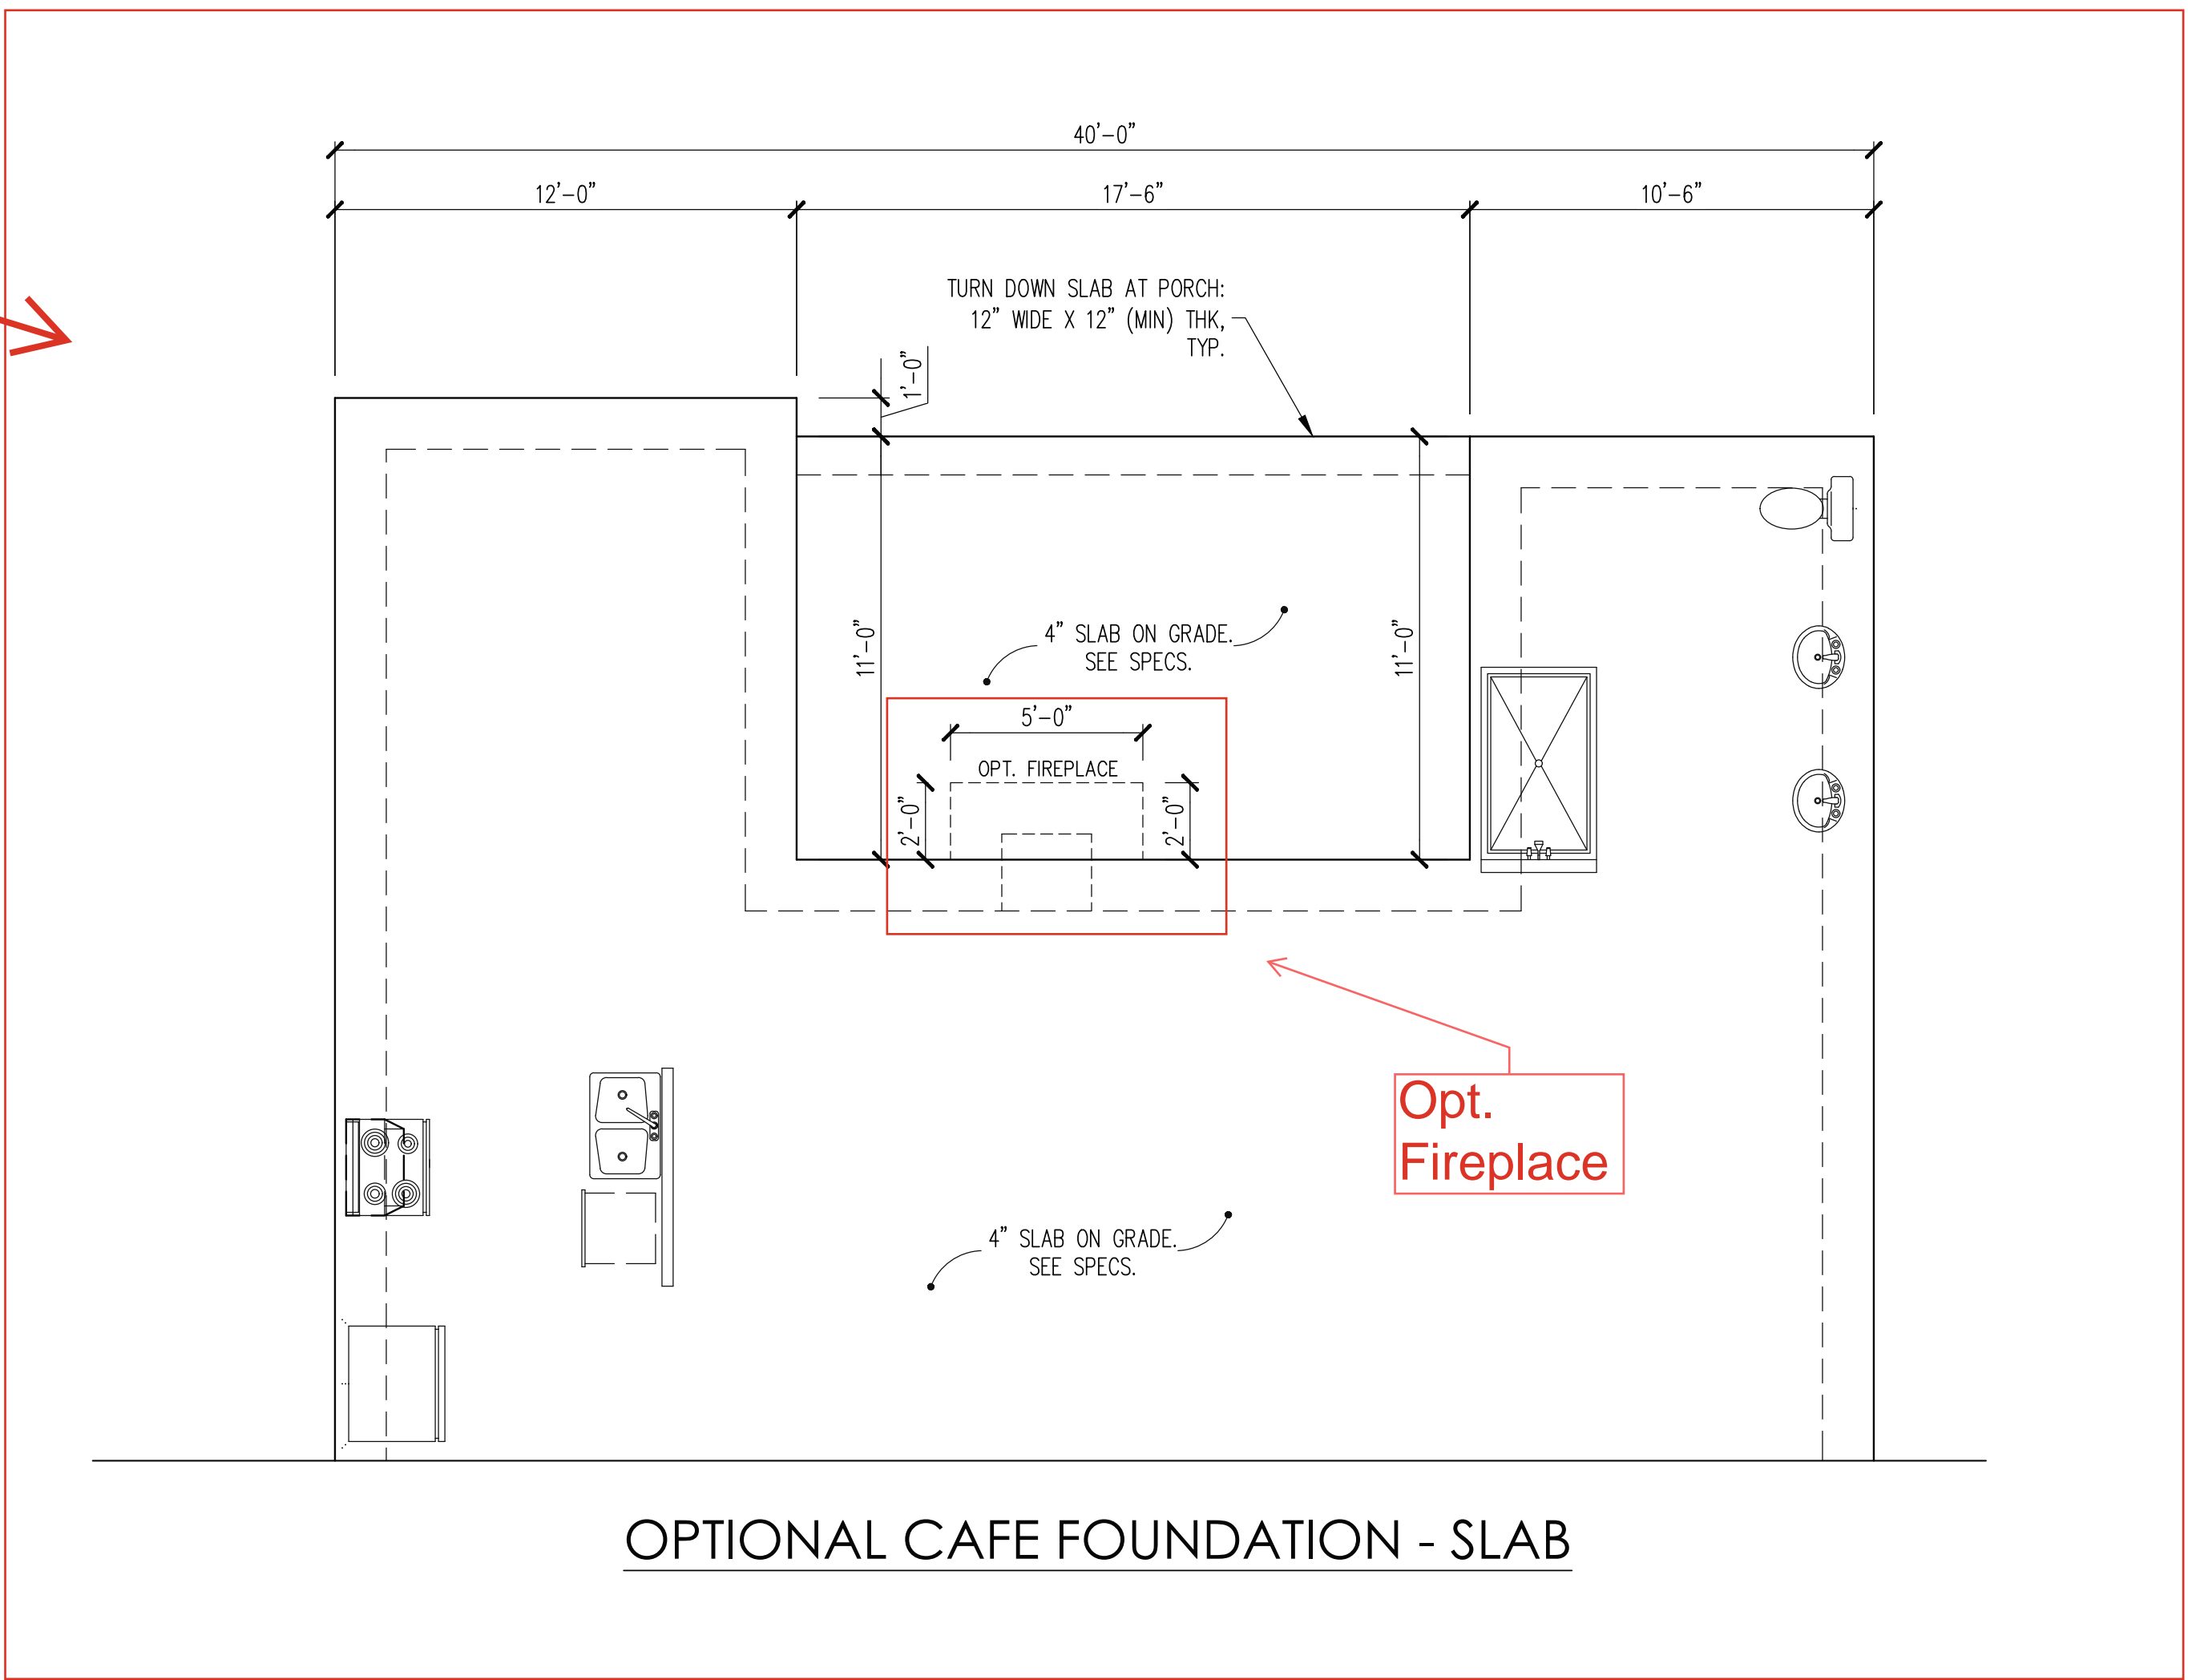 40'-0"
12'-0"
17'-6"
10'-6"
TURN DOWN SLAB AT PORCH:
12" WIDE X 12" (MIN) THK,
TYP.
1'-0"
11'-0"
4" SLAB ON GRADE.
SEE SPECS.
11'-0"
5'-0"
OPT. FIREPLACE
2'-0"
2'-0"
Opt.
Fireplace
4" SLAB ON GRADE.
SEE SPECS.
OPTIONAL CAFE FOUNDATION - SLAB